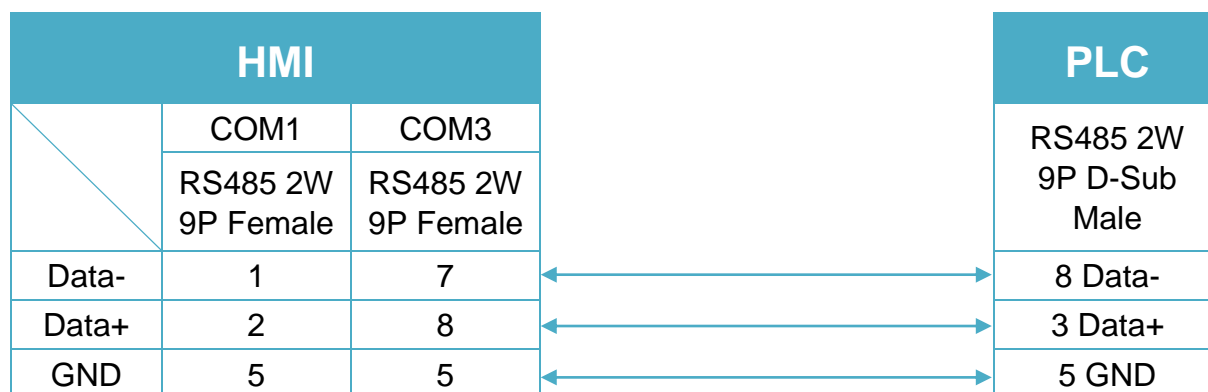 HMI PLC
COM1 COM3
RS485 2W
9P Female
RS485 2W
9P Female
RS485 2W
9P D-Sub
Male
Data- 1 7 8 Data-
Data+ 2 8 3 Data+
GND 5 5 5 GND